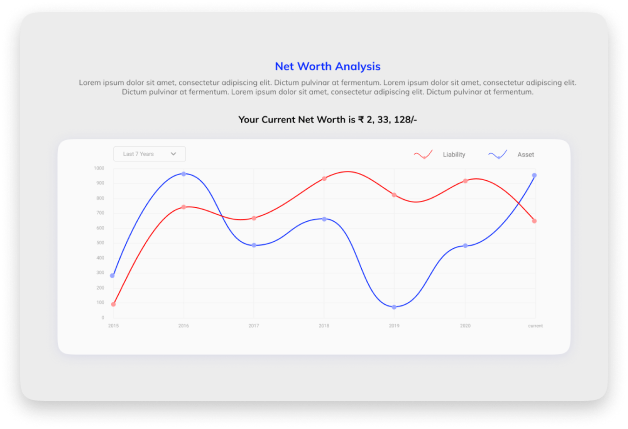 Net Worth Analysis
Lorem ipsum dolor sit amet, consectetur adipiscing elit. Dictum pulvinar at fermentum. Lorem ipsum dolor sit amet, consectetur adipiscing elit.
Dictum pulvinar at fermentum. Lorem ipsum dolor sit amet, consectetur adipiscing elit. Dictum pulvinar at fermentum.
Your Current Net Worth is ₹ 2, 33, 128/-
Last 7 Years
Liability
Asset
1000
900
800
700
600
500
400
300
200
100
0
2015
2016
2017
2018
2019
2020
current